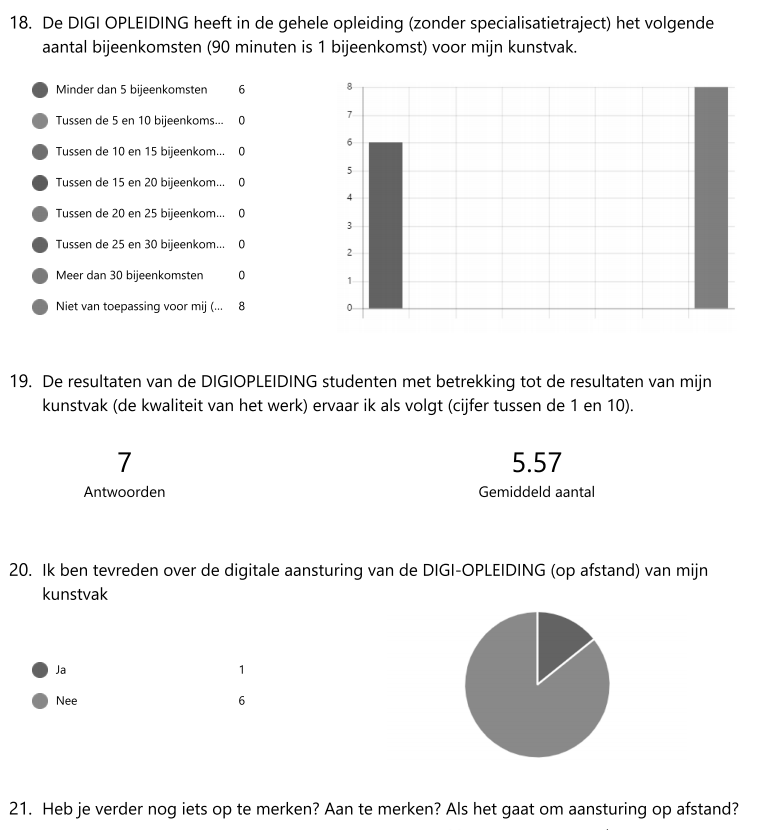 18. De DIGI OPLEIDING heeft in de gehele opleiding (zonder specialisatietraject) het volgende
aantal bijeenkomsten (90 minuten is 1 bijeenkomst) voor mijn kunstvak.
Minder dan 5 bijeenkomsten 6
Tussen de 5 en 10 bijeenkoms... 0
Tussen de 10 en 15 bijeenkom... 0
Tussen de 15 en 20 bijeenkom... 0
Tussen de 20 en 25 bijeenkom... 0
Tussen de 25 en 30 bijeenkom... 0
Meer dan 30 bijeenkomsten 0
Niet van toepassing voor mij (... 8
8
7
6
5
4
3
2
1
0
19. De resultaten van de DIGIOPLEIDING studenten met betrekking tot de resultaten van mijn
kunstvak (de kwaliteit van het werk) ervaar ik als volgt (cijfer tussen de 1 en 10).
7
Antwoorden
5.57
Gemiddeld aantal
20. Ik ben tevreden over de digitale aansturing van de DIGI-OPLEIDING (op afstand) van mijn
kunstvak
Ja 1
Nee 6
21. Heb je verder nog iets op te merken? Aan te merken? Als het gaat om aansturing op afstand?